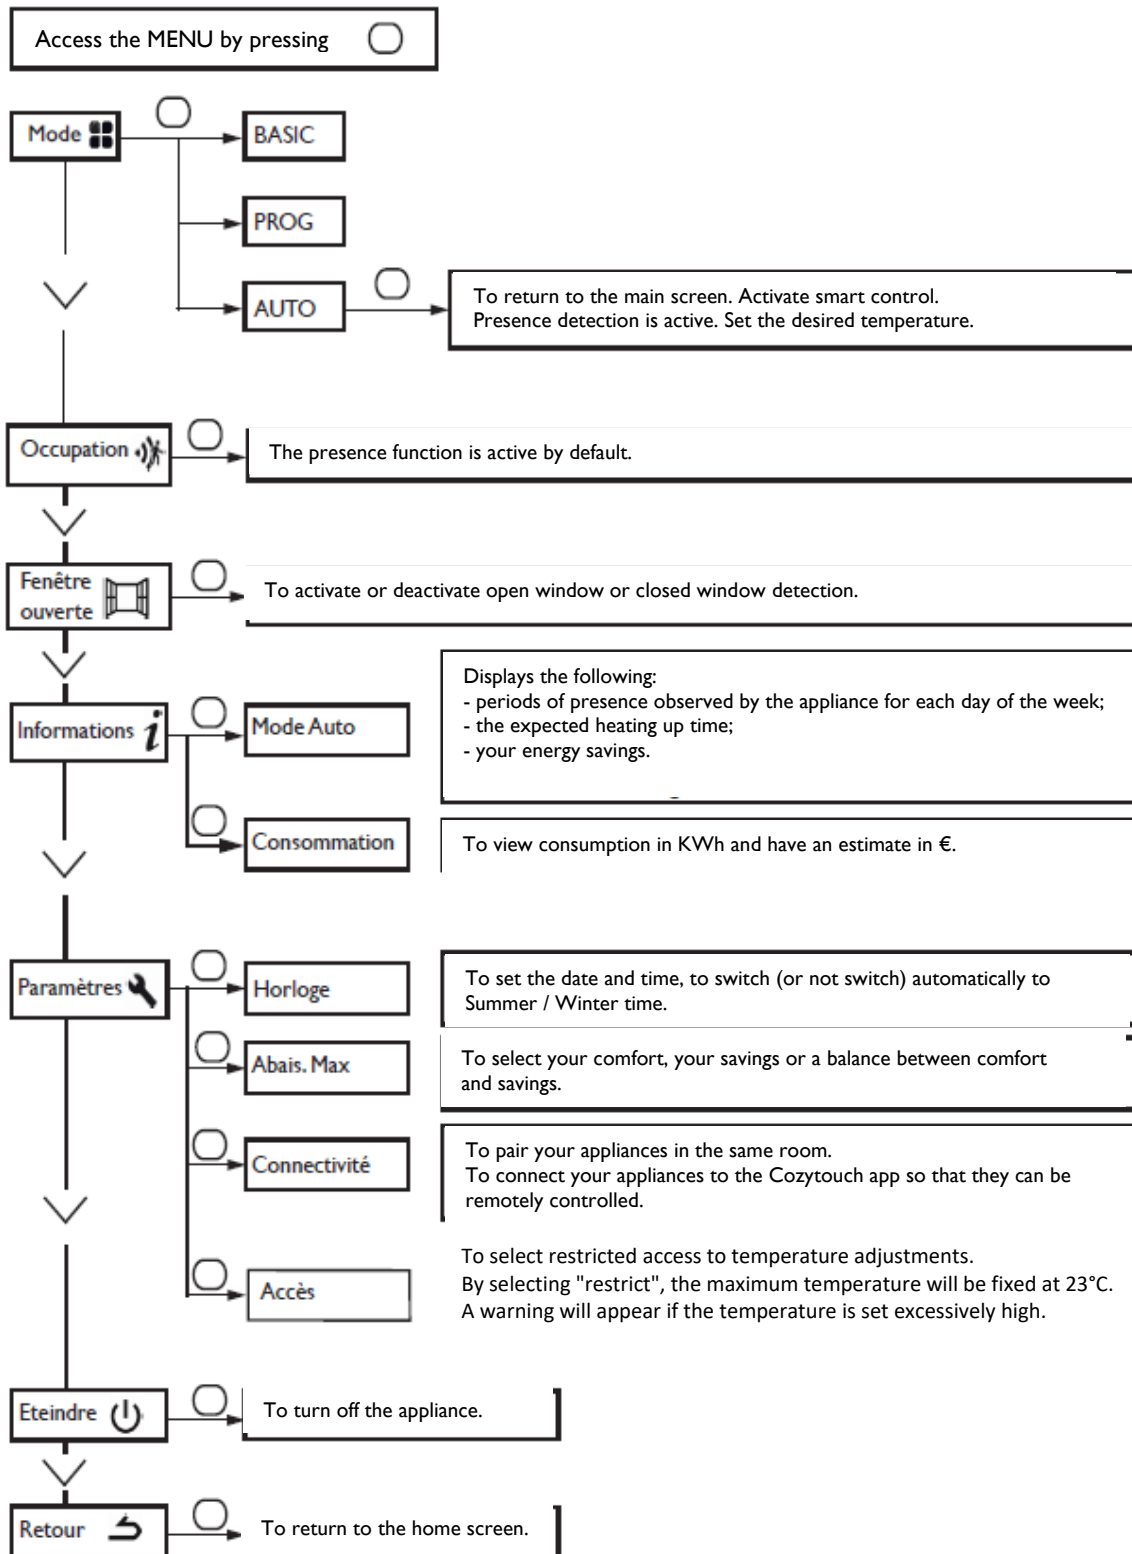 Access the MENU by pressing
Mode
BASIC
PROG
AUTO
To return to the main screen. Activate smart control.
Presence detection is active. Set the desired temperature.
Occupation
The presence function is active by default.
Fenêtre
ouverte
To activate or deactivate open window or closed window detection.
Informations i
Mode Auto
Displays the following:
- periods of presence observed by the appliance for each day of the week;
- the expected heating up time;
- your energy savings.
Consommation
To view consumption in KWh and have an estimate in €.
Paramètres
Horloge
To set the date and time, to switch (or not switch) automatically to
Summer / Winter time.
Abais. Max
To select your comfort, your savings or a balance between comfort
and savings.
Connectivité
To pair your appliances in the same room.
To connect your appliances to the Cozytouch app so that they can be
remotely controlled.
Accès
To select restricted access to temperature adjustments.
By selecting "restrict", the maximum temperature will be fixed at 23°C.
A warning will appear if the temperature is set excessively high.
Eteindre
To turn off the appliance.
Retour
To return to the home screen.